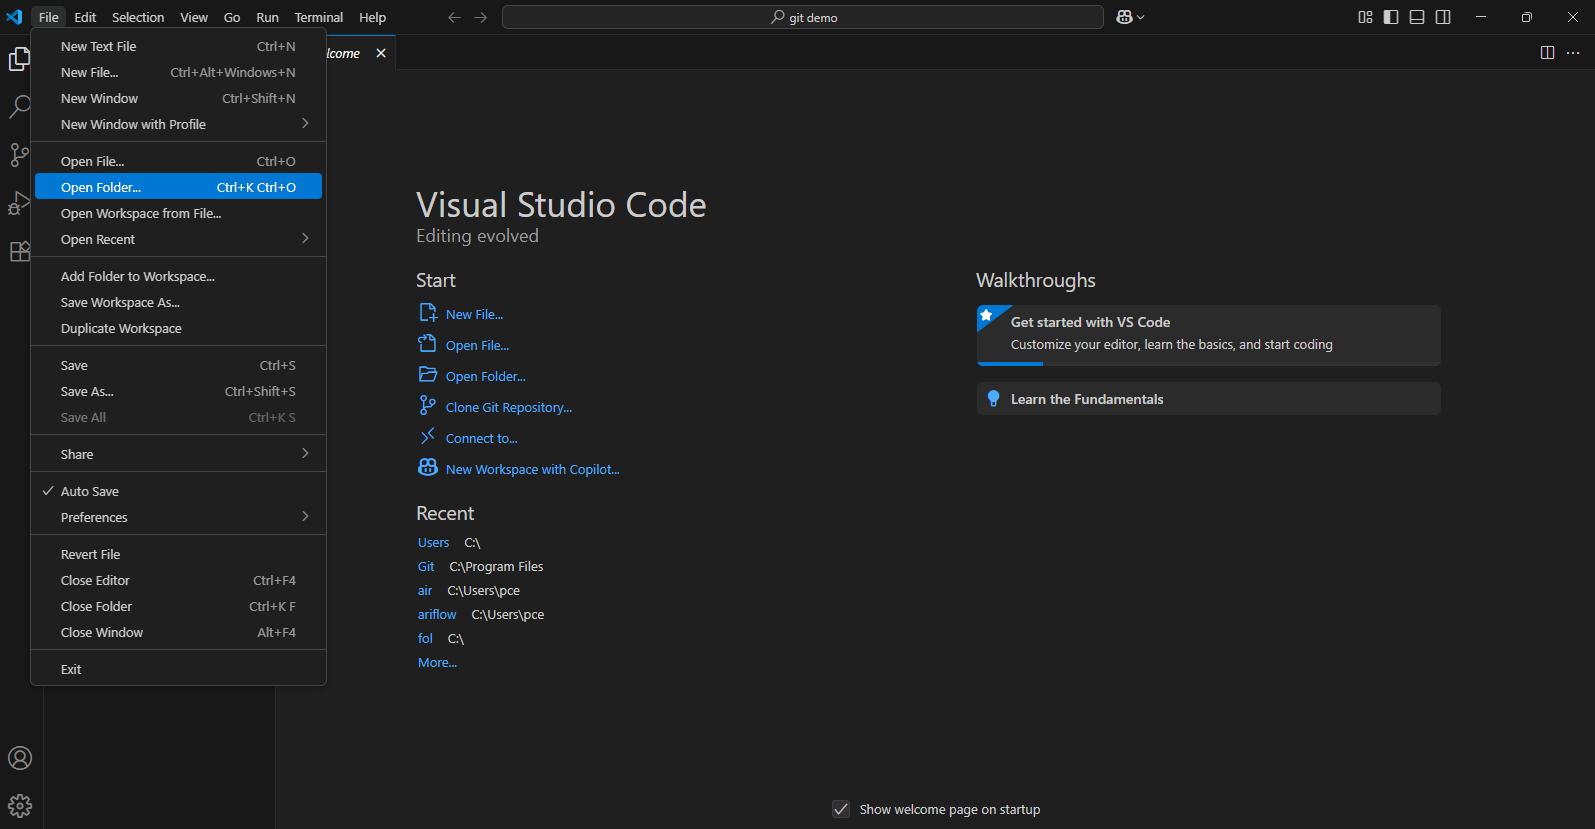 File Edit Selection View Go Run Terminal Help git demo
New Text File Ctrl+N
New File... Ctrl+Alt+Windows+N
New Window Ctrl+Shift+N
New Window with Profile
Open File... Ctrl+O
Open Folder... Ctrl+K Ctrl+O
Open Workspace from File...
Open Recent
Add Folder to Workspace...
Save Workspace As...
Duplicate Workspace
Save Ctrl+S
Save As... Ctrl+Shift+S
Save All Ctrl+K S
Share
Auto Save
Preferences
Revert File
Close Editor Ctrl+F4
Close Folder Ctrl+K F
Close Window Alt+F4
Exit
lcome
Visual Studio Code
Editing evolved
Start
New File...
Open File...
Open Folder...
Clone Git Repository...
Connect to...
New Workspace with Copilot...
Recent
Users C:\
Git C:\Program Files
air C:\Users\pce
ariflow C:\Users\pce
fol C:\
More...
Walkthroughs
Get started with VS Code
Customize your editor, learn the basics, and start coding
Learn the Fundamentals
Show welcome page on startup